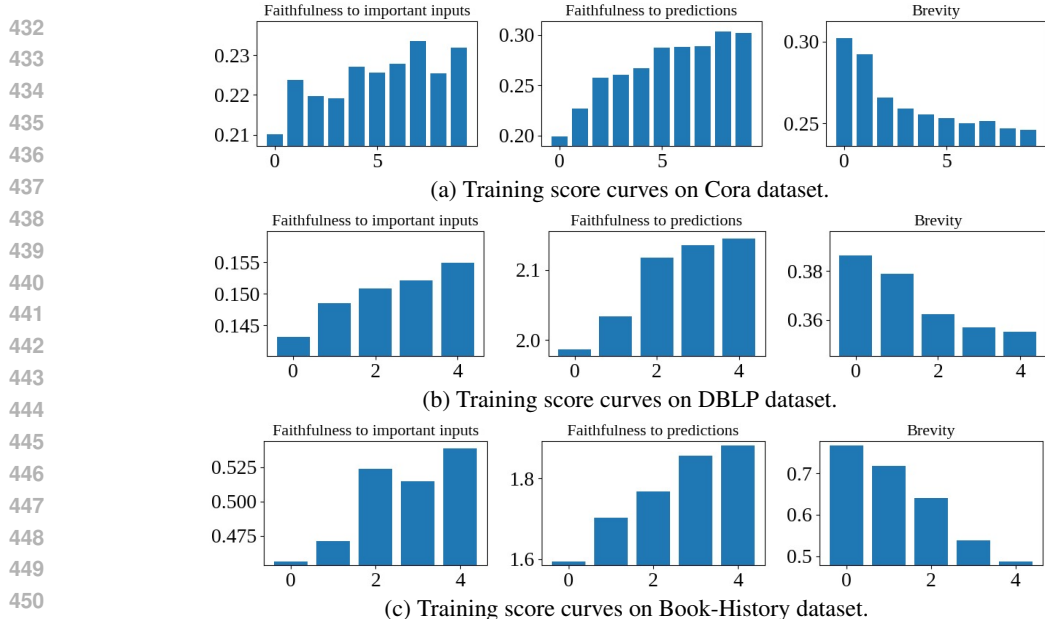 432
433
434
435
436
437
438
439
440
441
442
443
444
445
446
447
448
449
450
Faithfulness to important inputs Faithfulness to predictions Brevity
0.23 0.30 0.30
0.22 0.25
0.21 0.20 0.25
0 5 0 5 0 5
(a) Training score curves on Cora dataset.
Faithfulness to important inputs Faithfulness to predictions Brevity
0.155 2.1 0.38
0.150
0.145 2.0 0.36
0 2 4 0 2 4 0 2 4
(b) Training score curves on DBLP dataset.
Faithfulness to important inputs Faithfulness to predictions Brevity
0.525 1.8 0.7
0.500 0.6
0.475 1.6 0.5
0 2 4 0 2 4 0 2 4
(c) Training score curves on Book-History dataset.